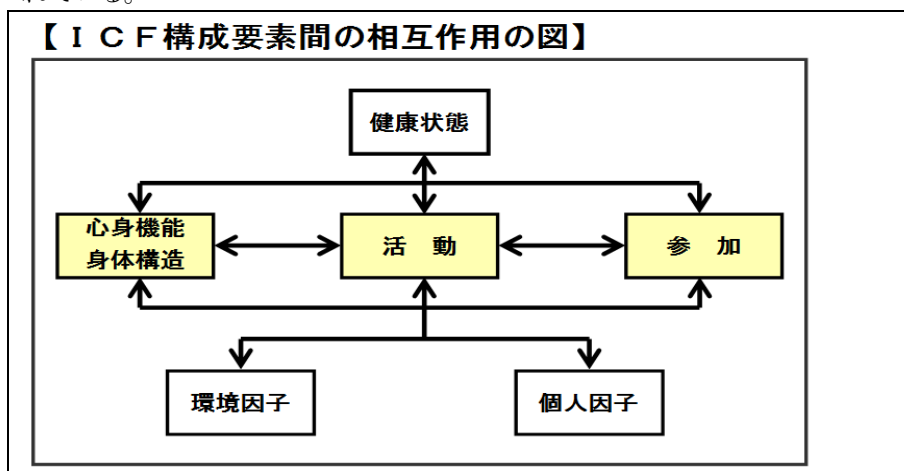 【ＩＣＦ構成要素間の相互作用の図】
健康状態
心身機能
身体構造
活　動
参　加
環境因子
個人因子